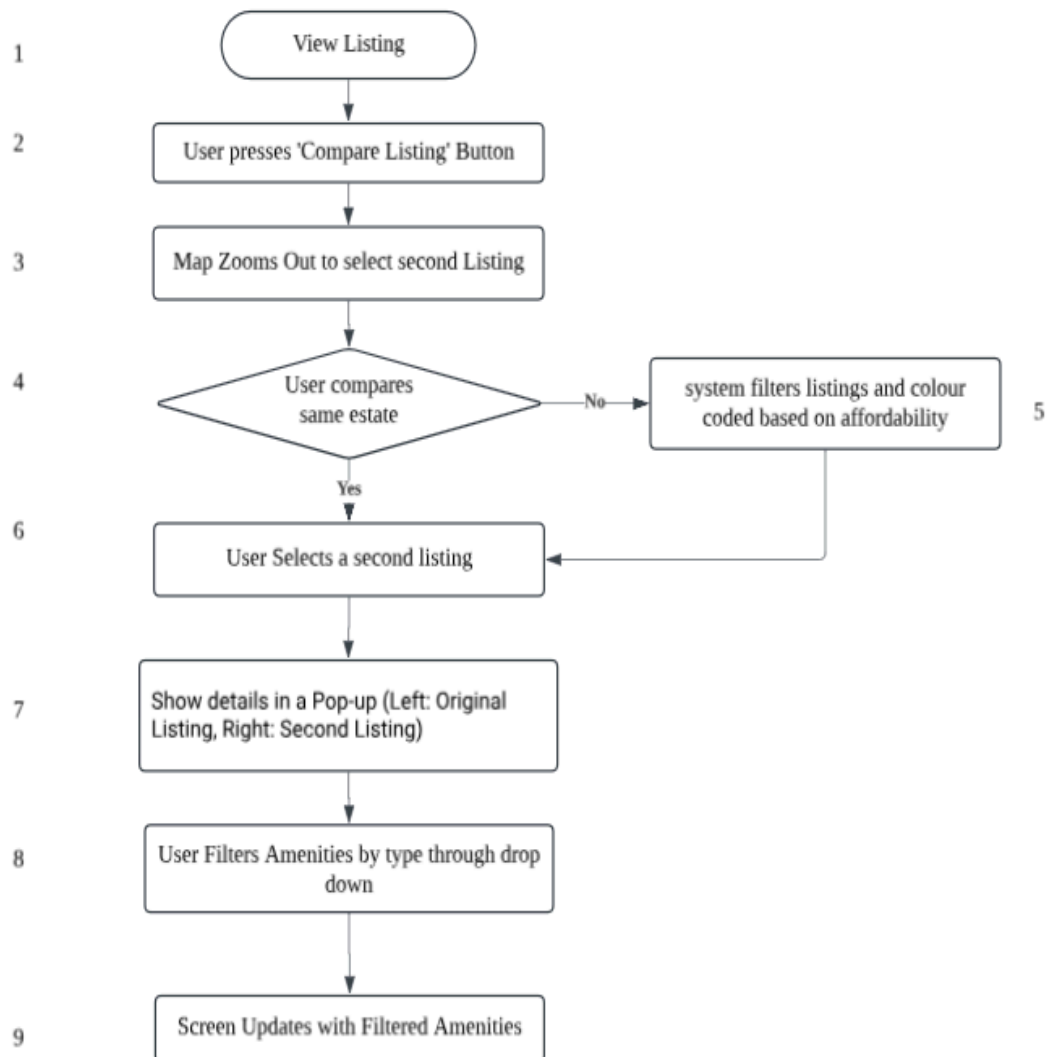 1
View Listing
2
User presses 'Compare Listing' Button
3
Map Zooms Out to select second Listing
4
User compares
same estate
No
system filters listings and colour
coded based on affordability
5
Yes
6
User Selects a second listing
7
Show details in a Pop-up (Left: Original
Listing, Right: Second Listing)
8
User Filters Amenities by type through drop
down
9
Screen Updates with Filtered Amenities